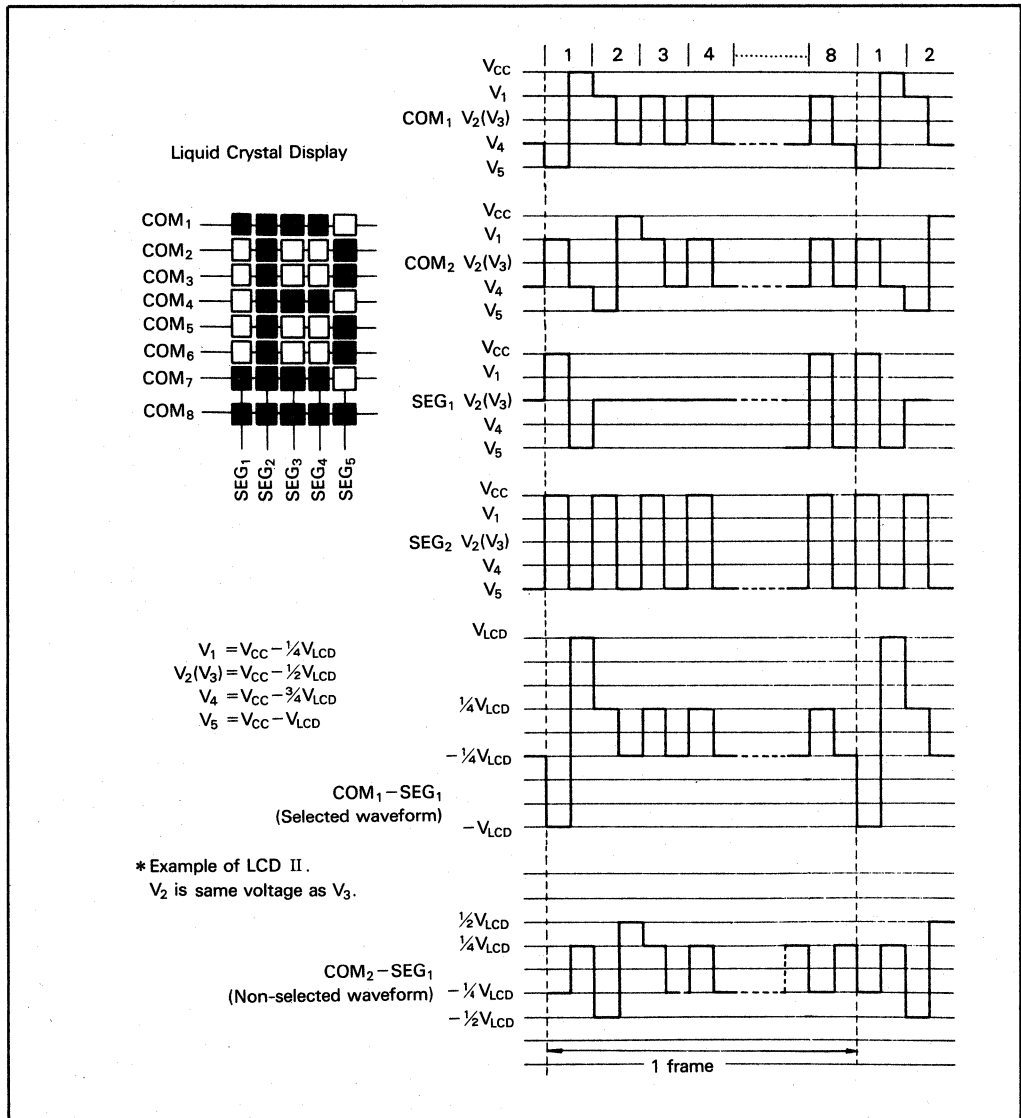 Liquid Crystal Display
COM1
COM2
COM3
COM4
COM5
COM6
COM7
COM8
SEG1
SEG2
SEG3
SEG4
SEG5
V1 =VCC−¼VLCD
V2(V3)=VCC−½VLCD
V4 =VCC−¾VLCD
V5 =VCC−VLCD
* Example of LCD II.
V2 is same voltage as V3.
1 2 3 4 8 1 2
VCC
V1
COM1 V2(V3)
V4
V5
VCC
V1
COM2 V2(V3)
V4
V5
VCC
V1
SEG1 V2(V3)
V4
V5
VCC
V1
SEG2 V2(V3)
V4
V5
VLCD
¼VLCD
−¼VLCD
COM1−SEG1
(Selected waveform)
−VLCD
½VLCD
¼VLCD
COM2−SEG1
(Non-selected waveform)
−¼VLCD
−½VLCD
1 frame